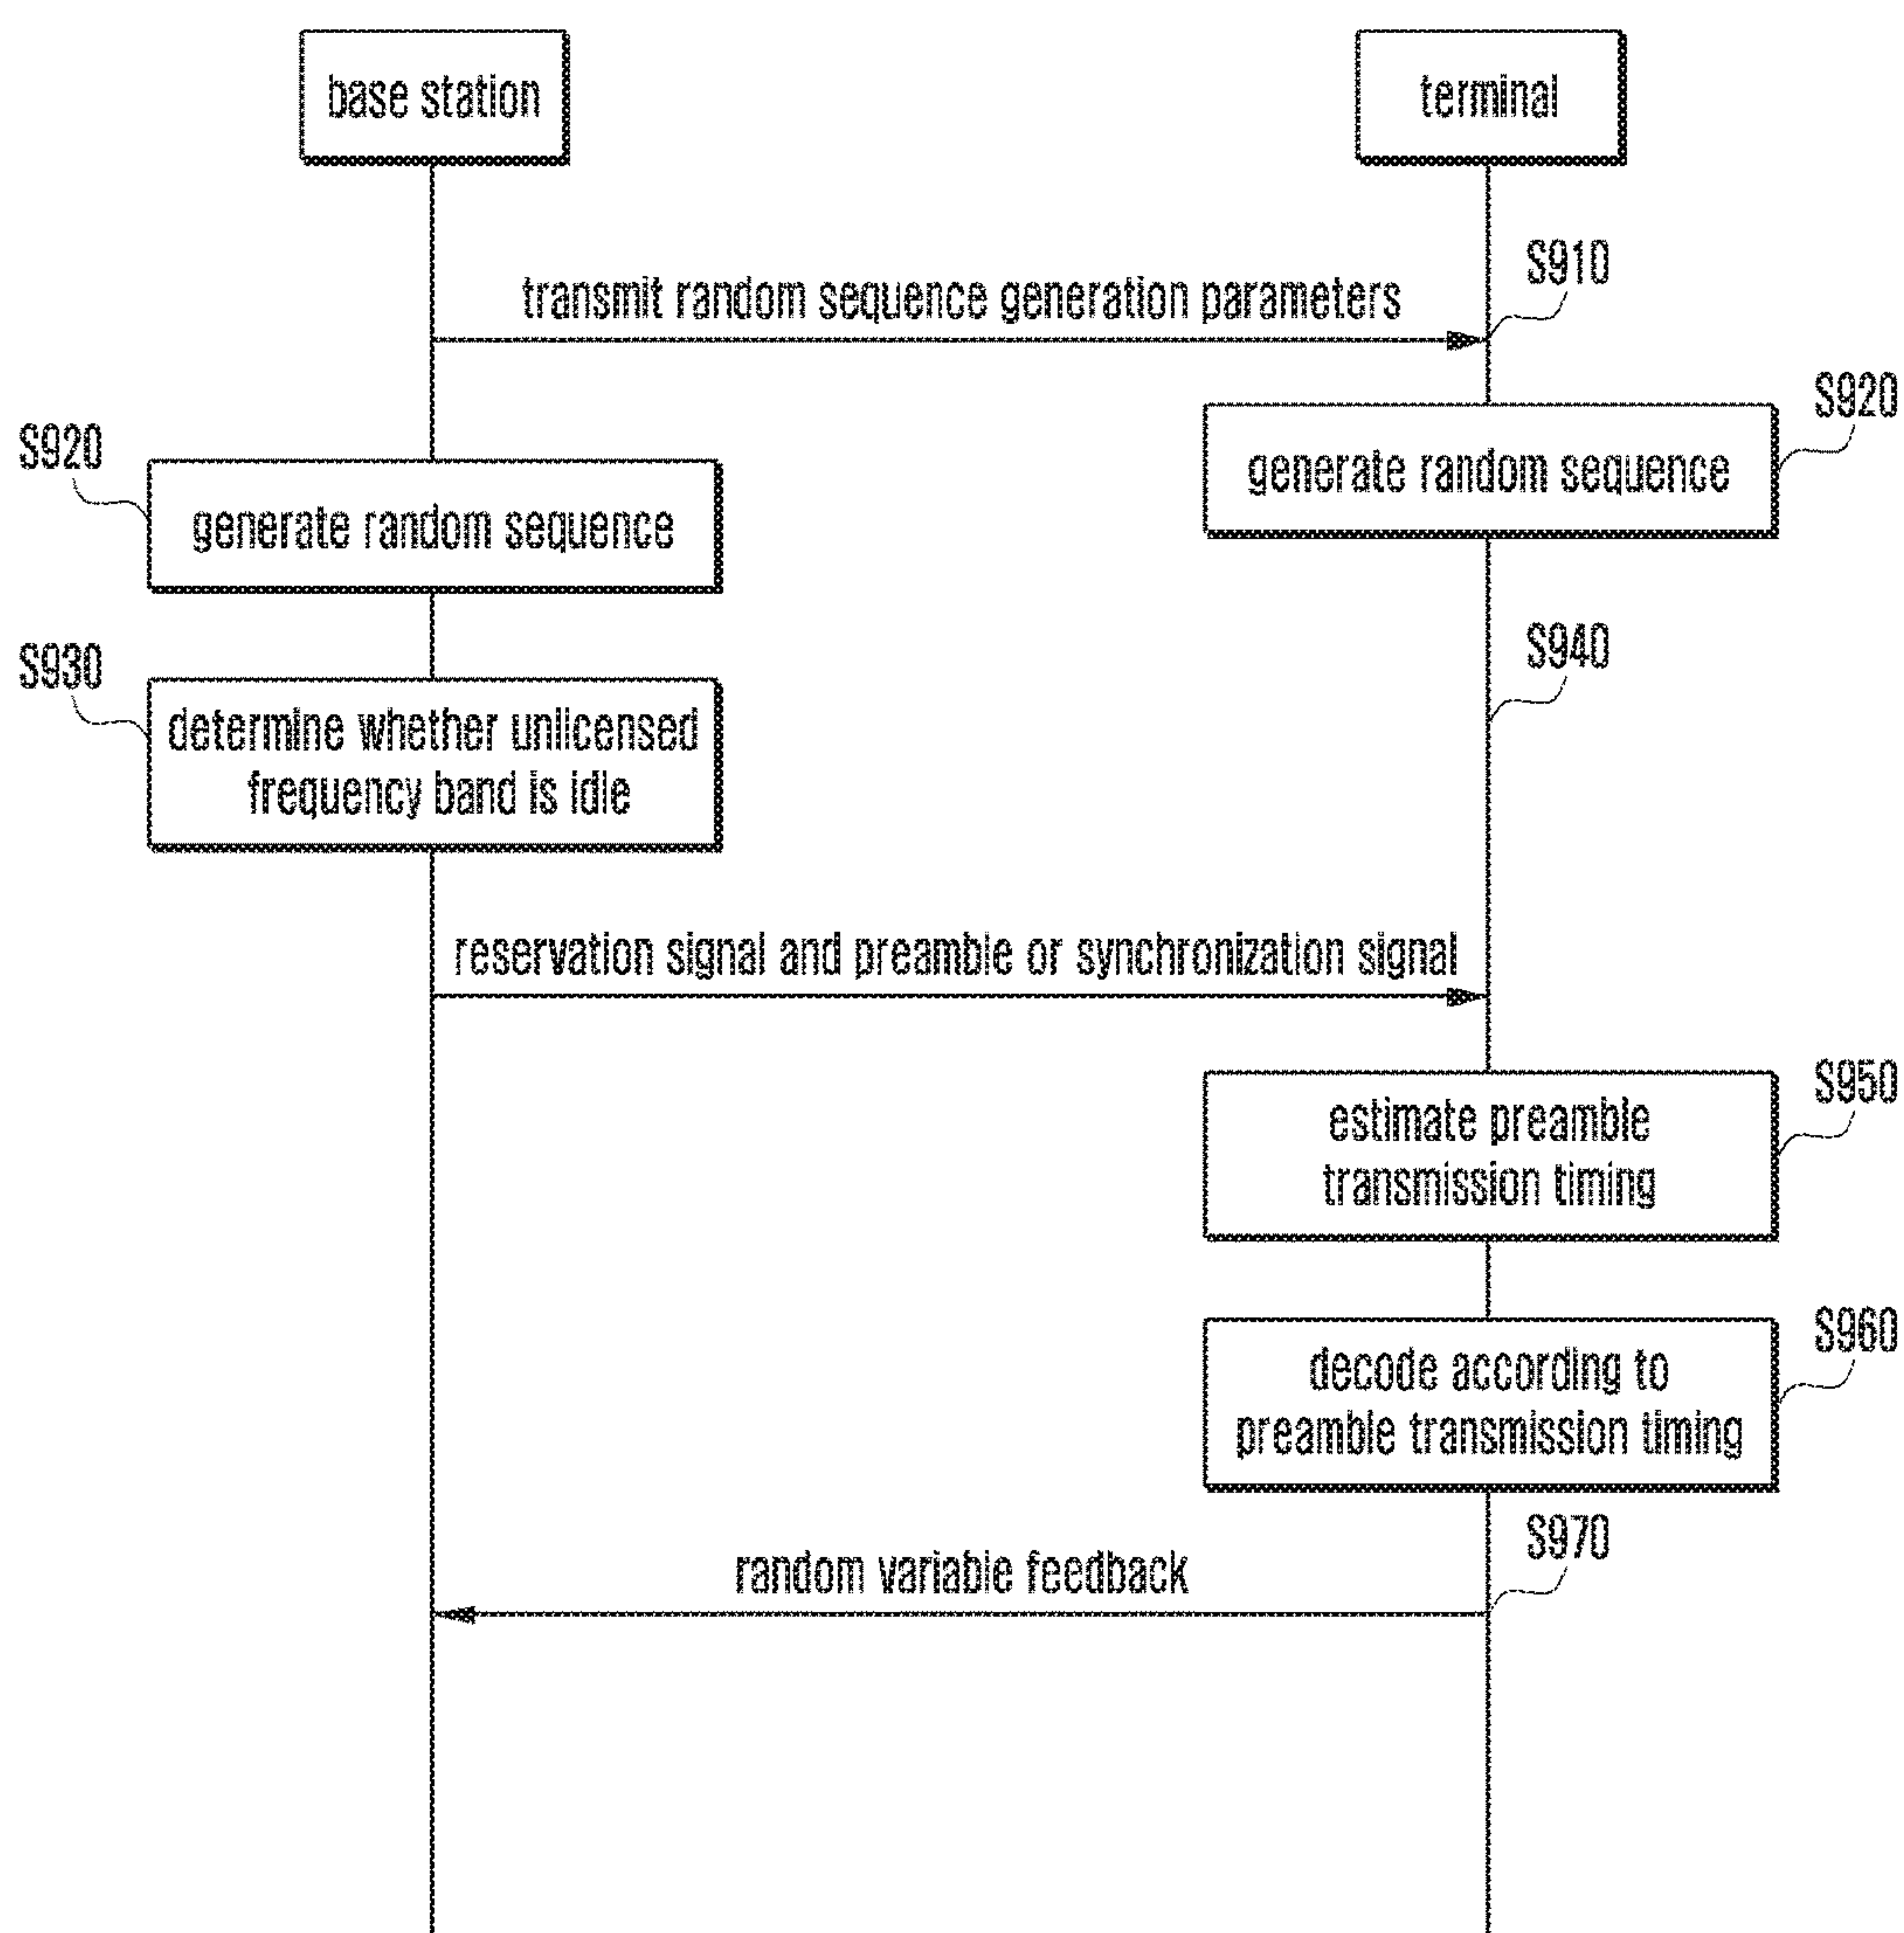 base station
terminal
S910
transmit random sequence generation parameters
S920
generate random sequence
S920
generate random sequence
S930
determine whether unlicensed
frequency band is idle
S940
reservation signal and preamble or synchronization signal
S950
estimate preamble
transmission timing
S960
decode according to
preamble transmission timing
S970
random variable feedback